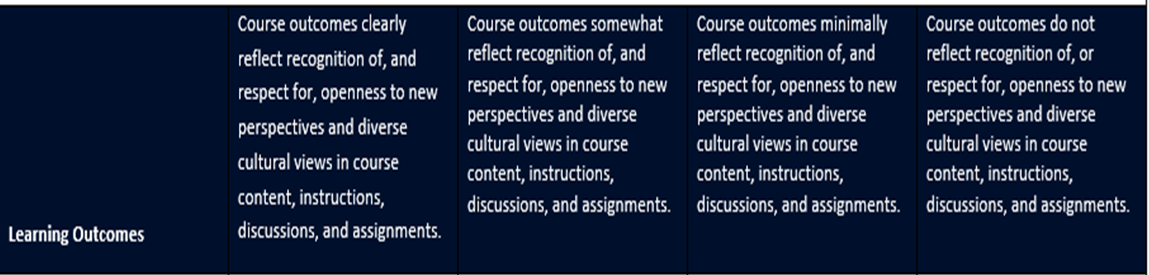 Learning Outcomes
Course outcomes clearly
reflect recognition of, and
respect for, openness to new
perspectives and diverse
cultural views in course
content, instructions,
discussions, and assignments.
Course outcomes somewhat
reflect recognition of, and
respect for, openness to new
perspectives and diverse
cultural views in course
content, instructions,
discussions, and assignments.
Course outcomes minimally
reflect recognition of, and
respect for, openness to new
perspectives and diverse
cultural views in course
content, instructions,
discussions, and assignments.
Course outcomes do not
reflect recognition of, or
respect for, openness to new
perspectives and diverse
cultural views in course
content, instructions,
discussions, and assignments.